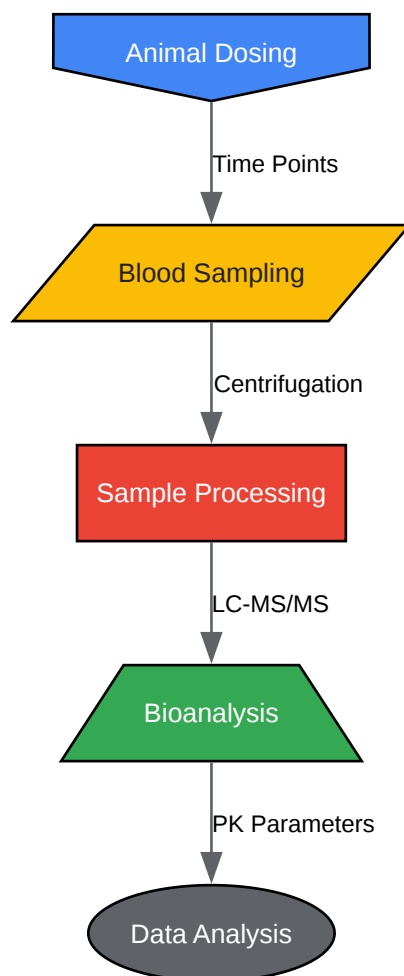 Animal Dosing
Time Points
Blood Sampling
Centrifugation
Sample Processing
LC-MS/MS
Bioanalysis
PK Parameters
Data Analysis